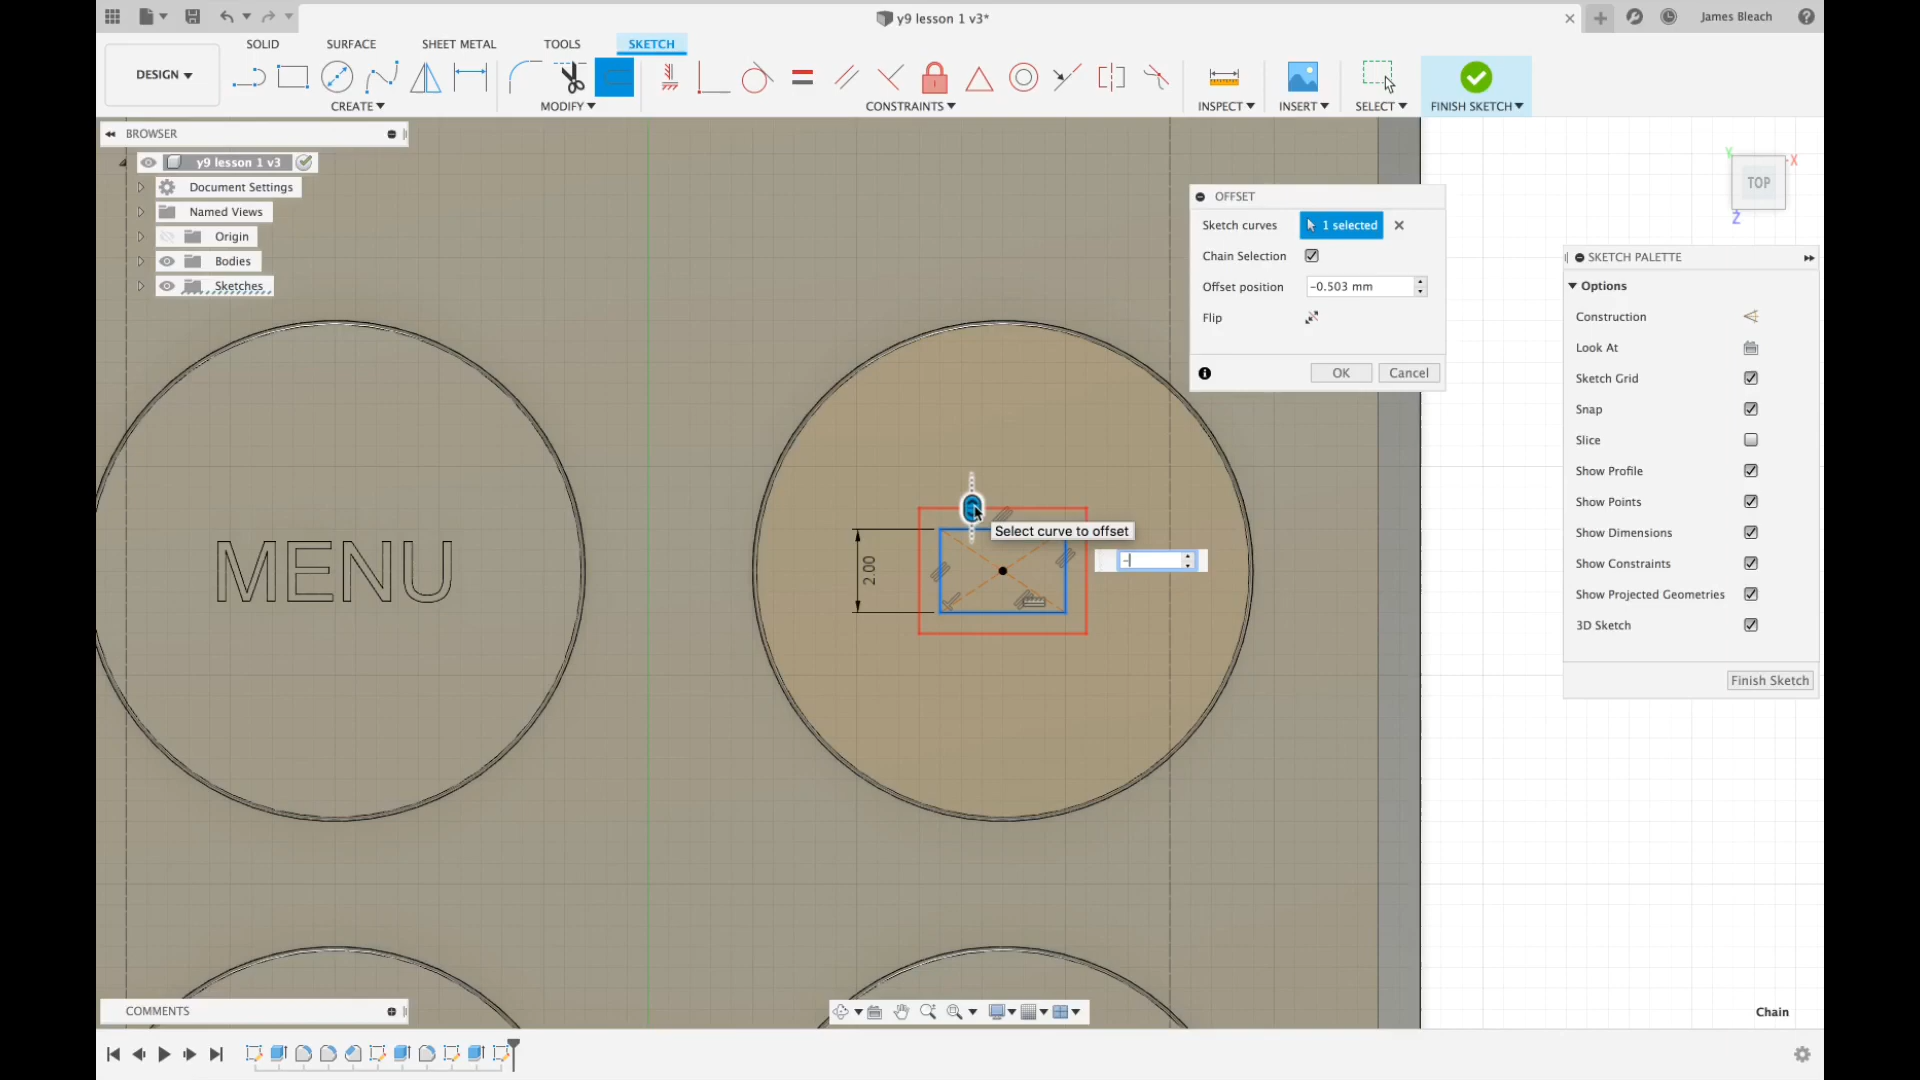 y9 lesson 1 v3*
James Bleach
SOLID
SURFACE
SHEET METAL
TOOLS
SKETCH
DESIGN
CREATE
MODIFY
CONSTRAINTS
INSPECT
INSERT
SELECT
FINISH SKETCH
BROWSER
y9 lesson 1 v3
Document Settings
Named Views
Origin
Bodies
Sketches
OFFSET
Sketch curves
1 selected
Chain Selection
Offset position
-0.503 mm
Flip
OK
Cancel
Y
X
TOP
Z
SKETCH PALETTE
Options
Construction
Look At
Sketch Grid
Snap
Slice
Show Profile
Show Points
Show Dimensions
Show Constraints
Show Projected Geometries
3D Sketch
Finish Sketch
MENU
2.00
Select curve to offset
-
COMMENTS
Chain